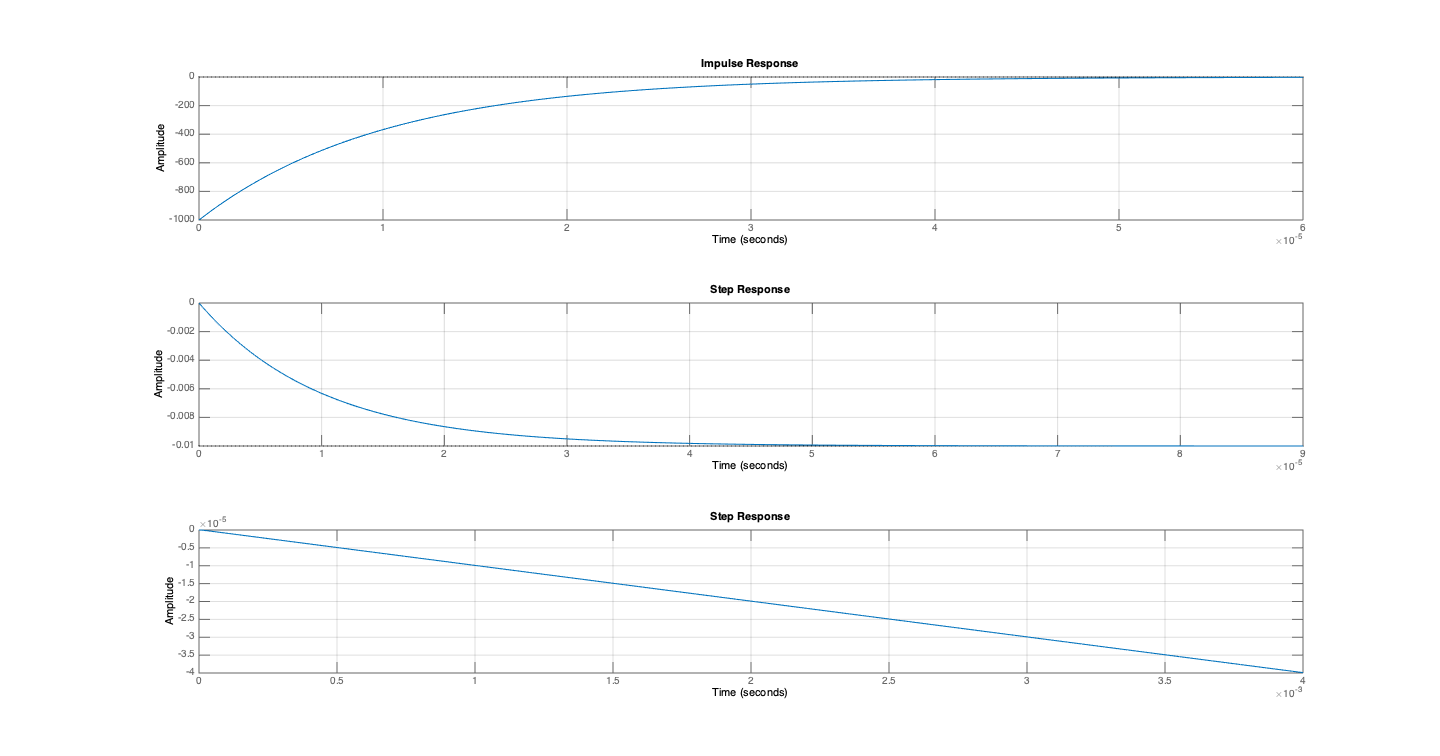 Impulse Response
0
-200
-400
-600
-800
-1000
Amplitude
0 1 2 3 4 5 6
Time (seconds)
×10-5
Step Response
0
-0.002
-0.004
-0.006
-0.008
-0.01
Amplitude
0 1 2 3 4 5 6 7 8 9
Time (seconds)
×10-5
Step Response
×10-5
0
-0.5
-1
-1.5
-2
-2.5
-3
-3.5
-4
Amplitude
0 0.5 1 1.5 2 2.5 3 3.5 4
Time (seconds)
×10-3